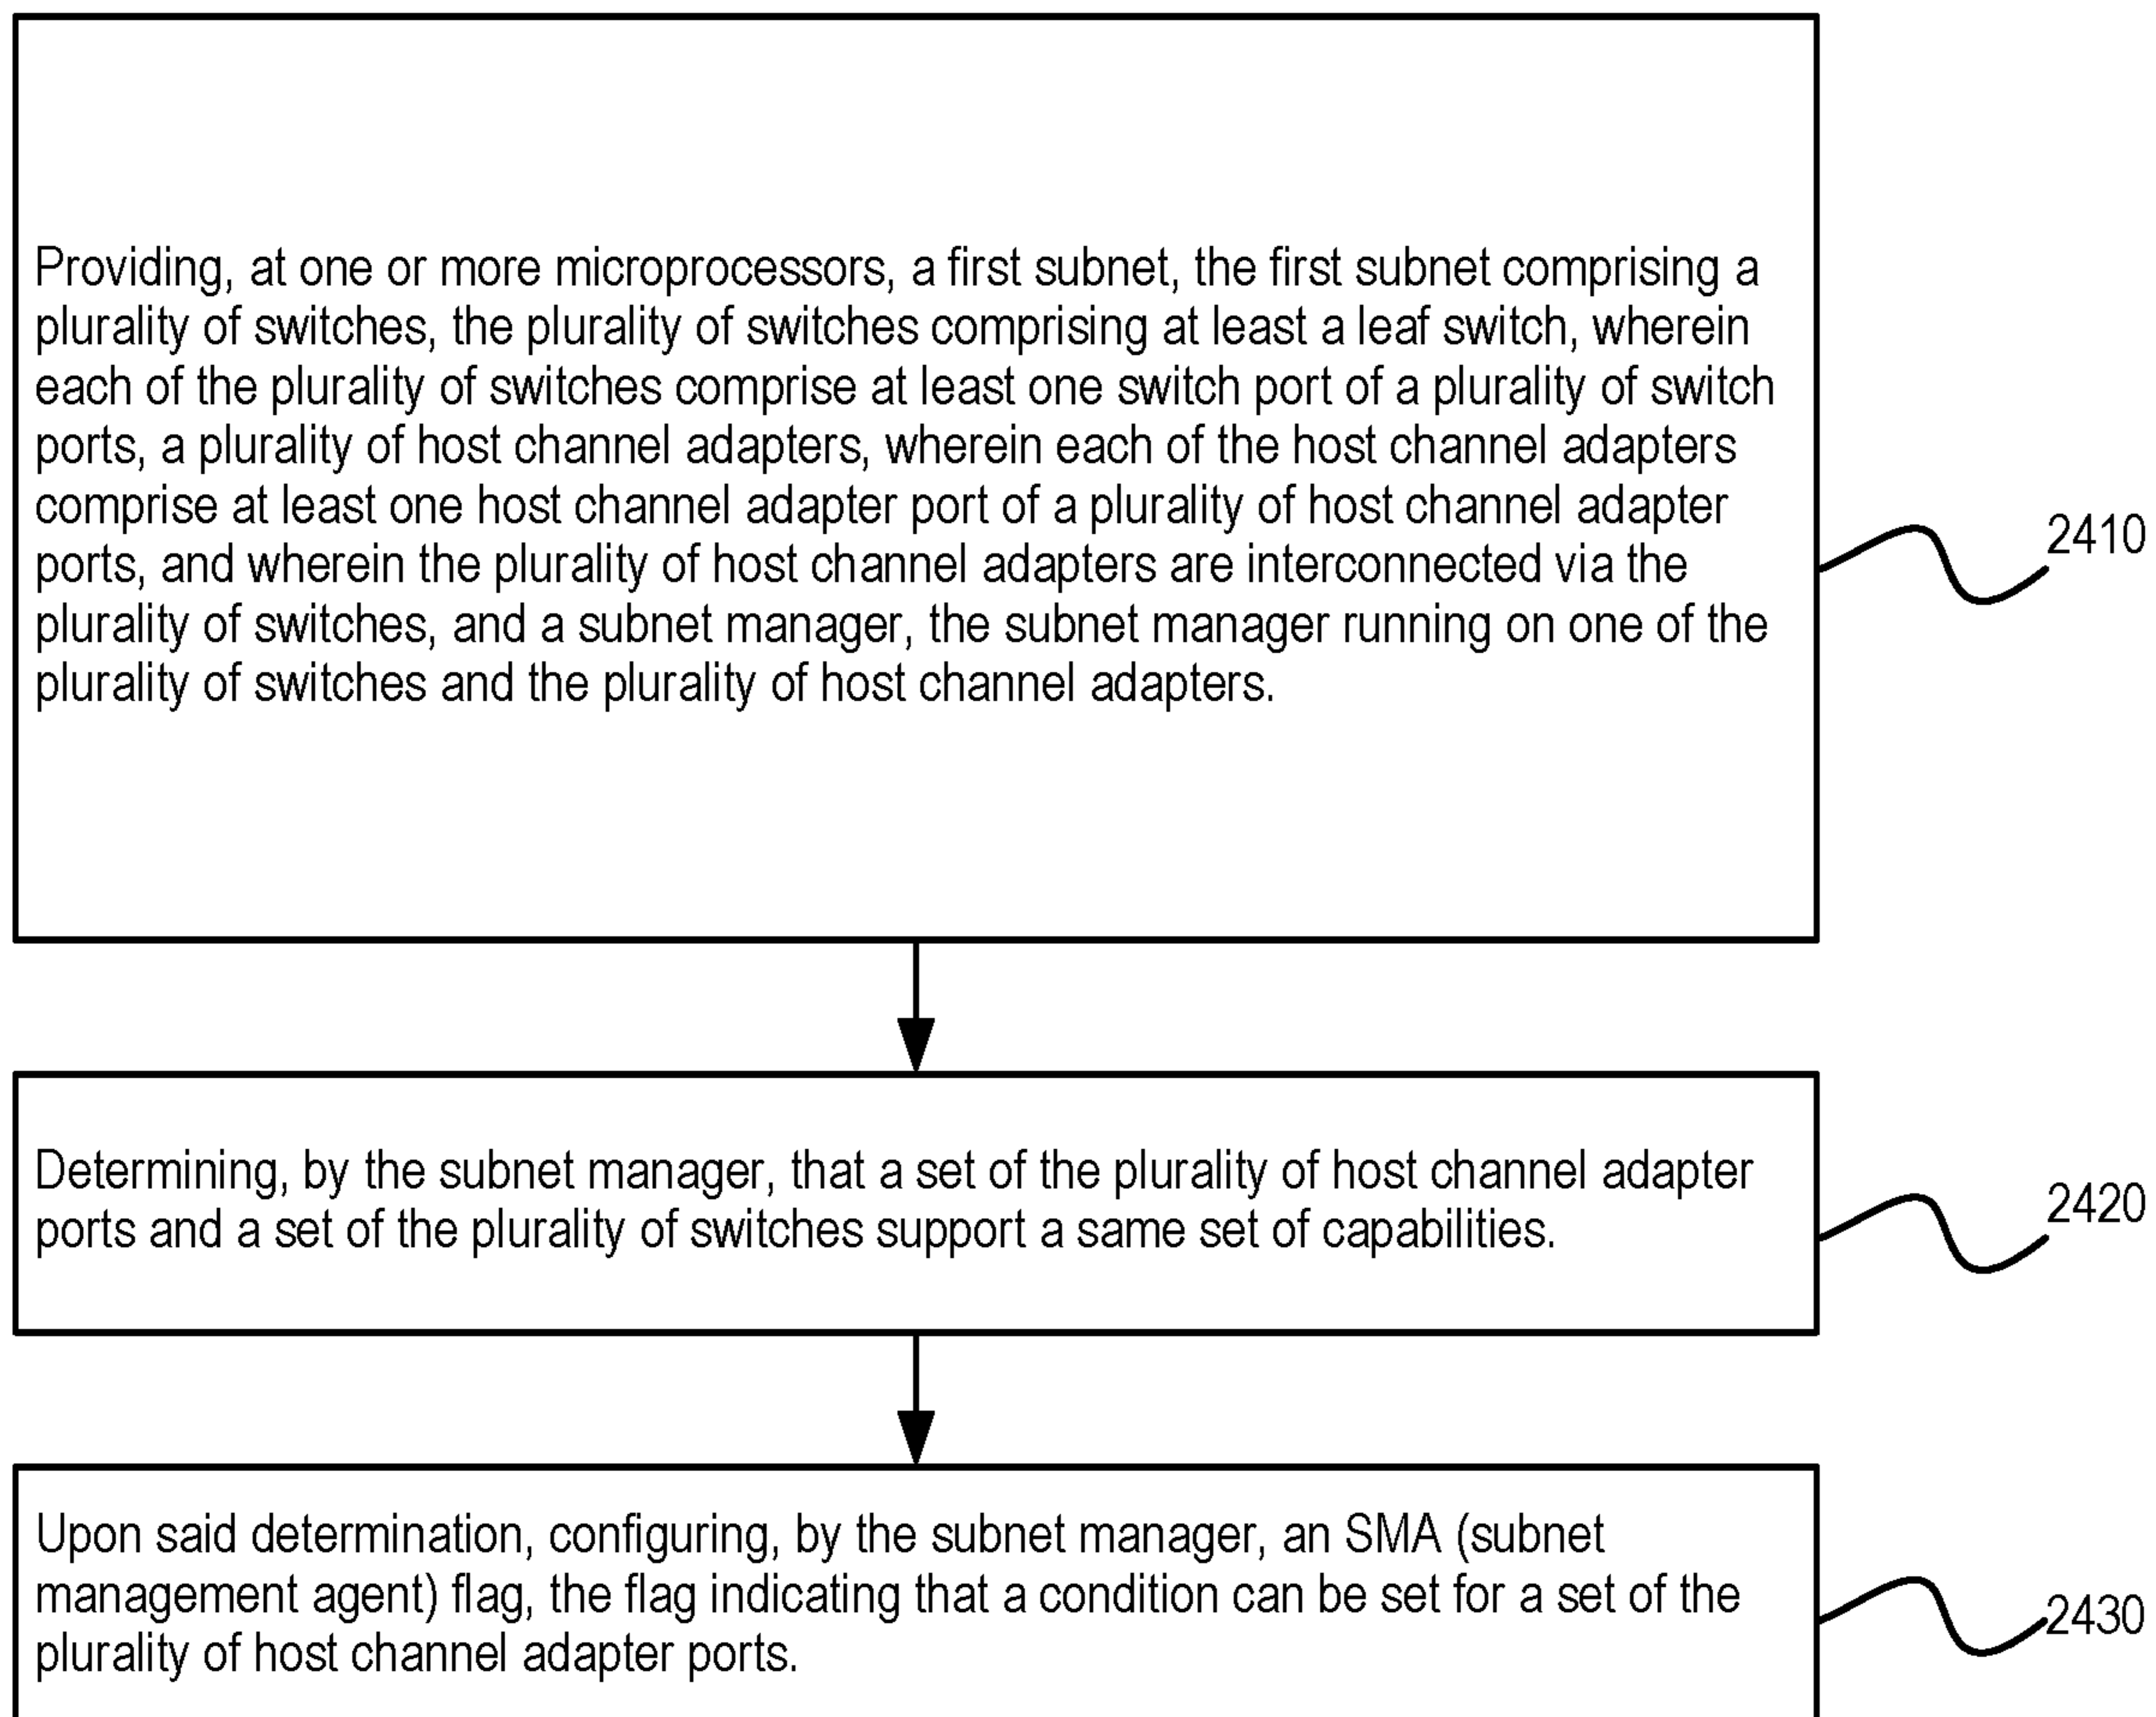 Providing, at one or more microprocessors, a first subnet, the first subnet comprising a
plurality of switches, the plurality of switches comprising at least a leaf switch, wherein
each of the plurality of switches comprise at least one switch port of a plurality of switch
ports, a plurality of host channel adapters, wherein each of the host channel adapters
comprise at least one host channel adapter port of a plurality of host channel adapter
ports, and wherein the plurality of host channel adapters are interconnected via the
plurality of switches, and a subnet manager, the subnet manager running on one of the
plurality of switches and the plurality of host channel adapters.
2410
Determining, by the subnet manager, that a set of the plurality of host channel adapter
ports and a set of the plurality of switches support a same set of capabilities.
2420
Upon said determination, configuring, by the subnet manager, an SMA (subnet
management agent) flag, the flag indicating that a condition can be set for a set of the
plurality of host channel adapter ports.
2430